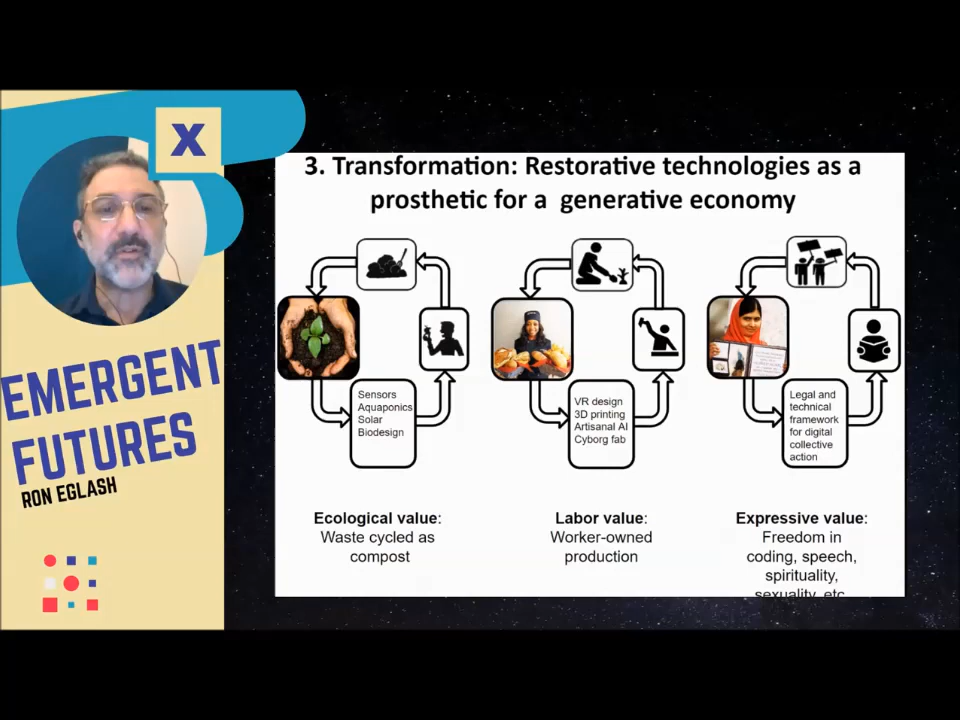 X
EMERGENT
FUTURES
RON EGLASH
3. Transformation: Restorative technologies as a
prosthetic for a generative economy
Sensors
Aquaponics
Solar
Biodesign
VR design
3D printing
Artisanal AI
Cyborg fab
Legal and
technical
framework
for digital
collective
action
Ecological value:
Waste cycled as
compost
Labor value:
Worker-owned
production
Expressive value:
Freedom in
coding, speech,
spirituality,
sexuality, etc